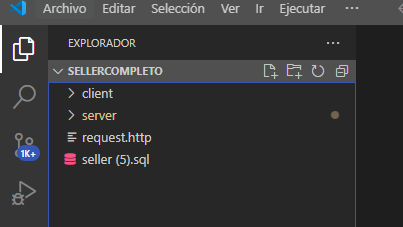 Archivo Editar Selección Ver Ir Ejecutar ···
EXPLORADOR ···
SELLERCOMPLETO
client
server
request.http
seller (5).sql
1K+